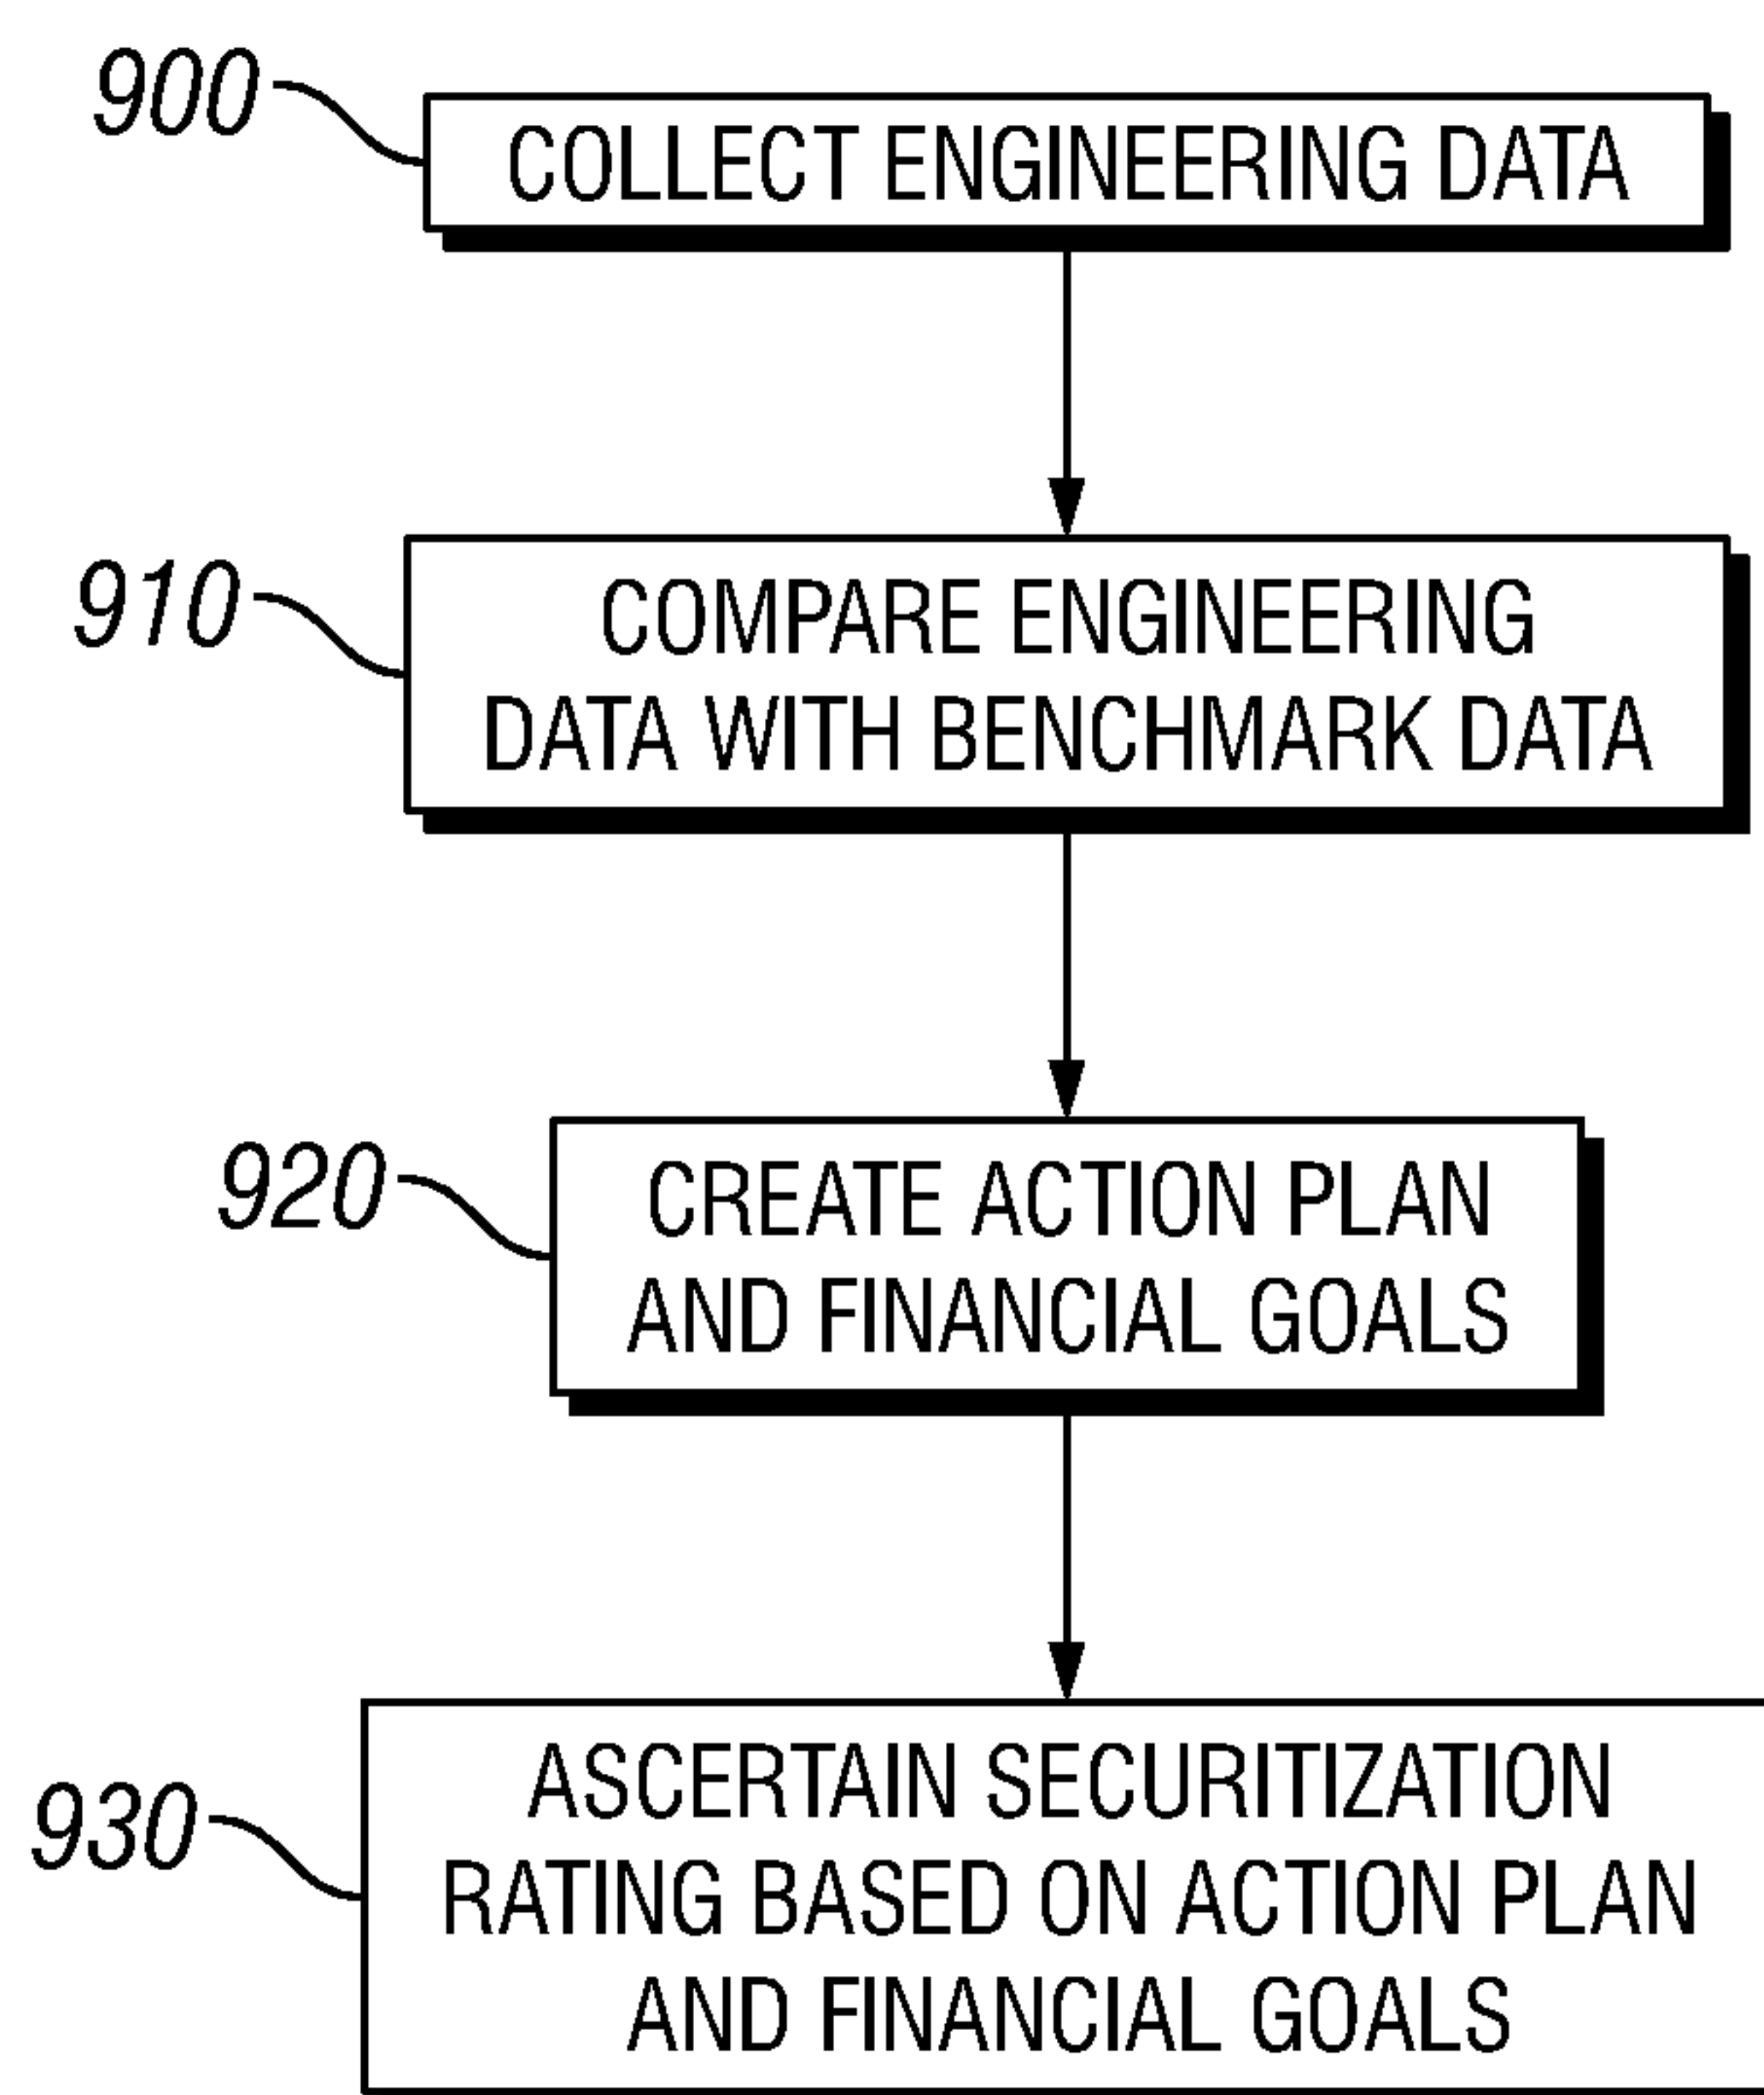 900
COLLECT ENGINEERING DATA
910
COMPARE ENGINEERING
DATA WITH BENCHMARK DATA
920
CREATE ACTION PLAN
AND FINANCIAL GOALS
930
ASCERTAIN SECURITIZATION
RATING BASED ON ACTION PLAN
AND FINANCIAL GOALS